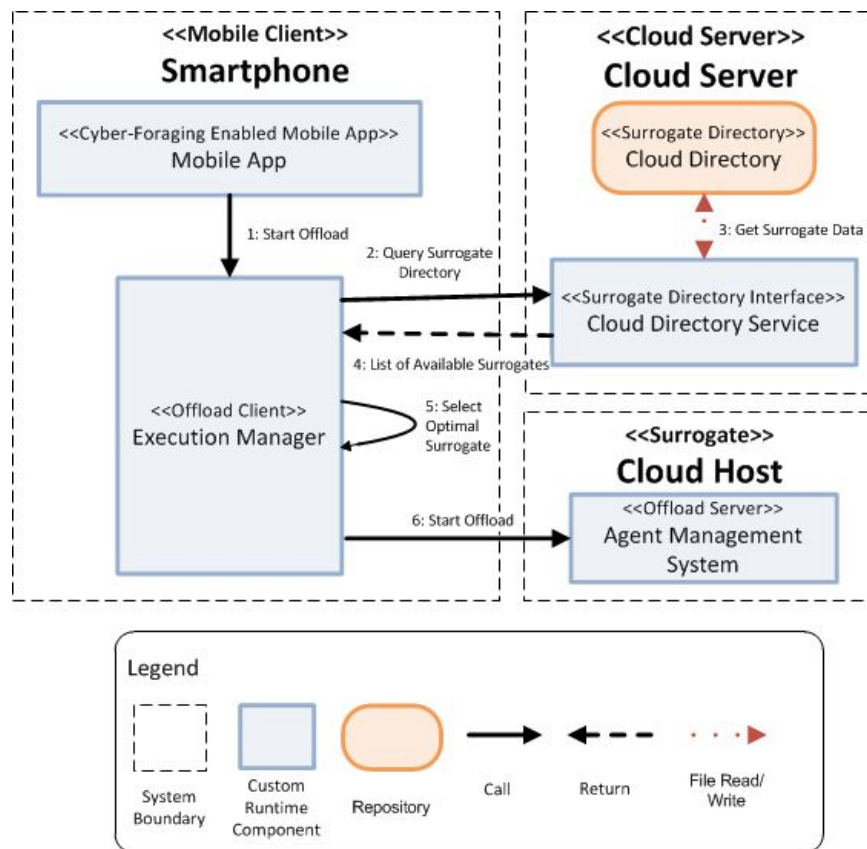 <<Mobile Client>>
Smartphone
<<Cyber-Foraging Enabled Mobile App>>
Mobile App
1: Start Offload
<<Offload Client>>
Execution Manager
2: Query Surrogate
Directory
4: List of Available Surrogates
5: Select
Optimal
Surrogate
6: Start Offload
<<Cloud Server>>
Cloud Server
<<Surrogate Directory>>
Cloud Directory
3: Get Surrogate Data
<<Surrogate Directory Interface>>
Cloud Directory Service
<<Surrogate>>
Cloud Host
<<Offload Server>>
Agent Management
System
Legend
System
Boundary
Custom
Runtime
Component
Repository
Call
Return
File Read/
Write